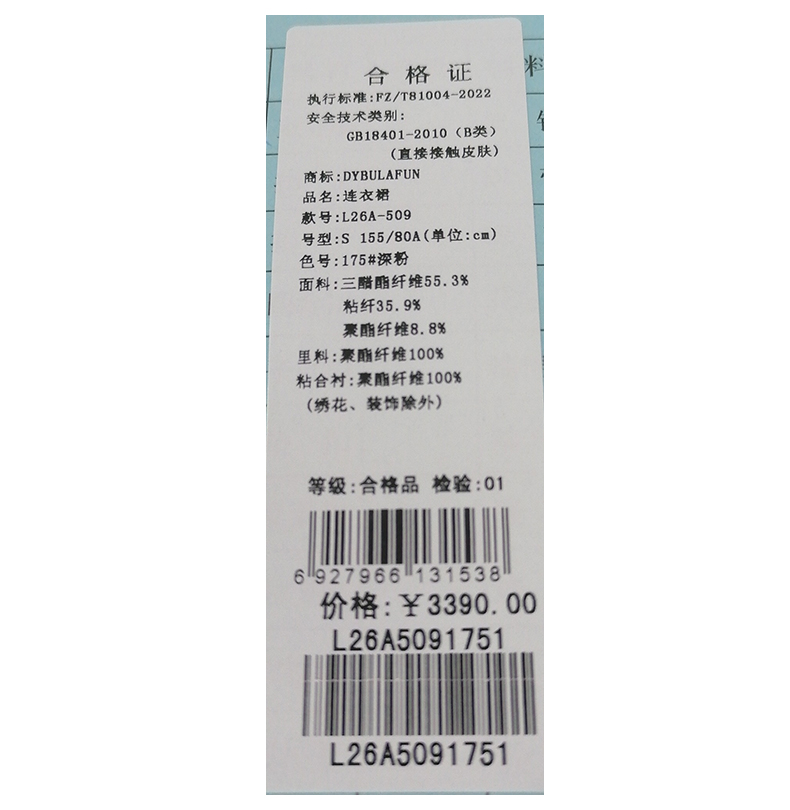 合格证
执行标准:FZ/T81004-2022
安全技术类别:
GB18401-2010（B类）
(直接接触皮肤)
商标:DYBULAFUN
品名:连衣裙
款号:L26A-509
号型:S 155/80A(单位:cm)
色号:175#深粉
面料:三醋酯纤维55.3%
粘纤35.9%
聚酯纤维8.8%
里料:聚酯纤维100%
粘合衬:聚酯纤维100%
(绣花、装饰除外)
等级:合格品 检验:01
6 927966 131538
价格:¥3390.00
L26A5091751
L26A5091751
料